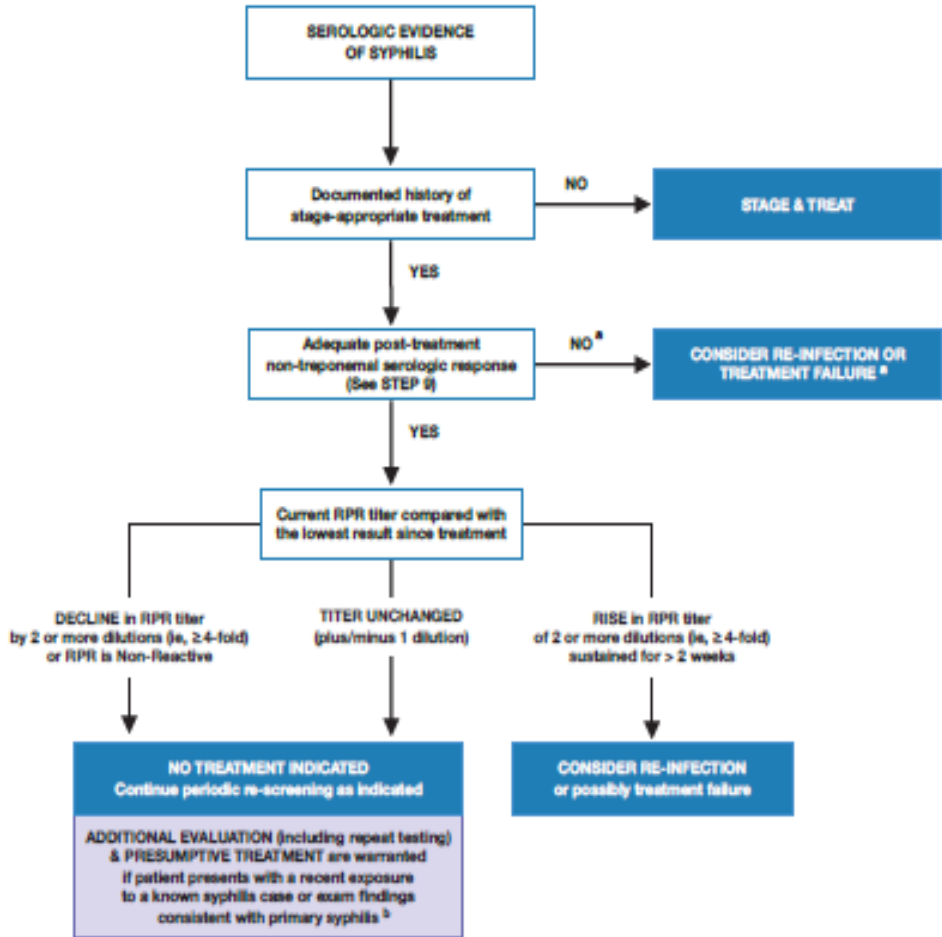 SEROLOGIC EVIDENCE
OF SYPHILIS
Documented history of
stage-appropriate treatment
NO
STAGE & TREAT
YES
Adequate post-treatment
non-treponemal serologic response
(See STEP 9)
NO a
CONSIDER RE-INFECTION OR
TREATMENT FAILURE a
YES
Current RPR titer compared with
the lowest result since treatment
DECLINE in RPR titer
by 2 or more dilutions (ie, ≥4-fold)
or RPR is Non-Reactive
TITER UNCHANGED
(plus/minus 1 dilution)
RISE in RPR titer
of 2 or more dilutions (ie, ≥4-fold)
sustained for > 2 weeks
NO TREATMENT INDICATED
Continue periodic re-screening as indicated
CONSIDER RE-INFECTION
or possibly treatment failure
ADDITIONAL EVALUATION (including repeat testing)
& PRESUMPTIVE TREATMENT are warranted
if patient presents with a recent exposure
to a known syphilis case or exam findings
consistent with primary syphilis b